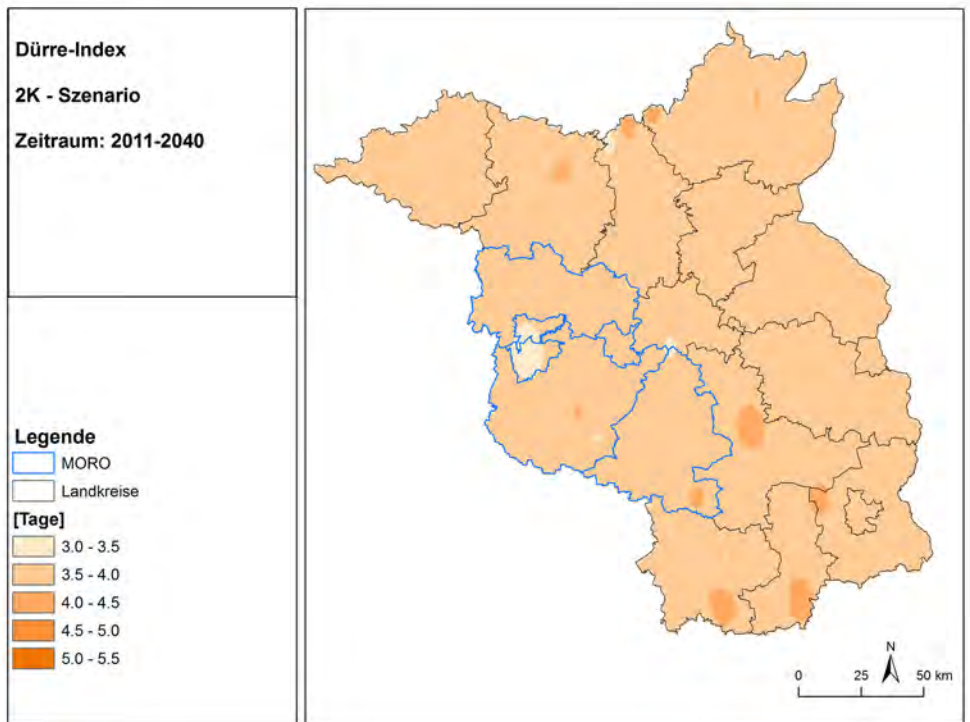 Dürre-Index
2K - Szenario
Zeitraum: 2011-2040
Legende
MORO
Landkreise
[Tage]
3.0 - 3.5
3.5 - 4.0
4.0 - 4.5
4.5 - 5.0
5.0 - 5.5
N
0 25 50 km